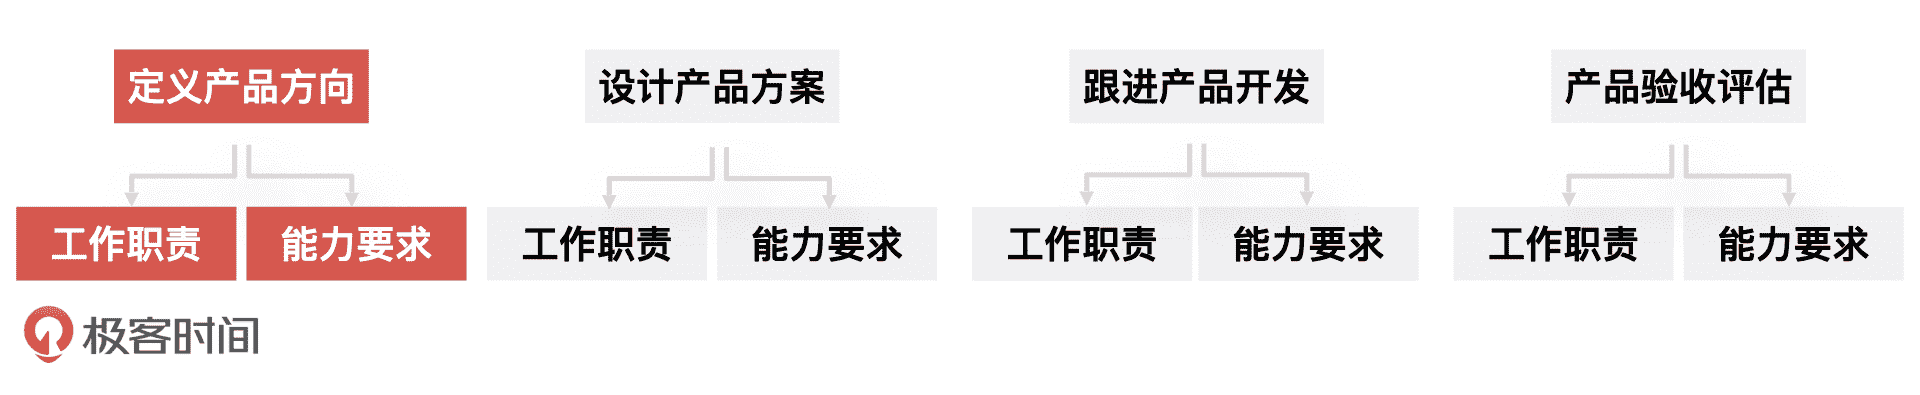 定义产品方向
设计产品方案
跟进产品开发
产品验收评估
工作职责
能力要求
工作职责
能力要求
工作职责
能力要求
工作职责
能力要求
极客时间